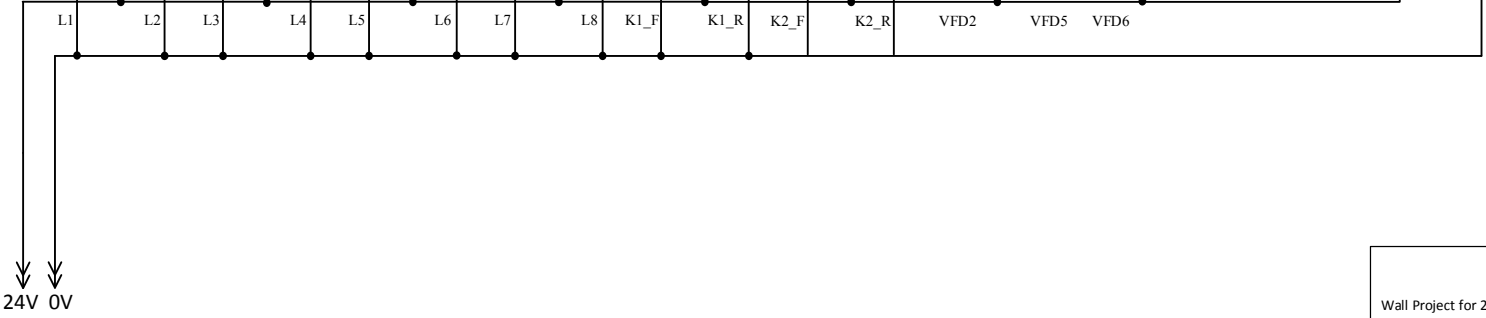 L1 L2 L3 L4 L5 L6 L7 L8 K1_F K1_R K2_F K2_R VFD2 VFD5 VFD6
24V 0V
Wall Project for 2